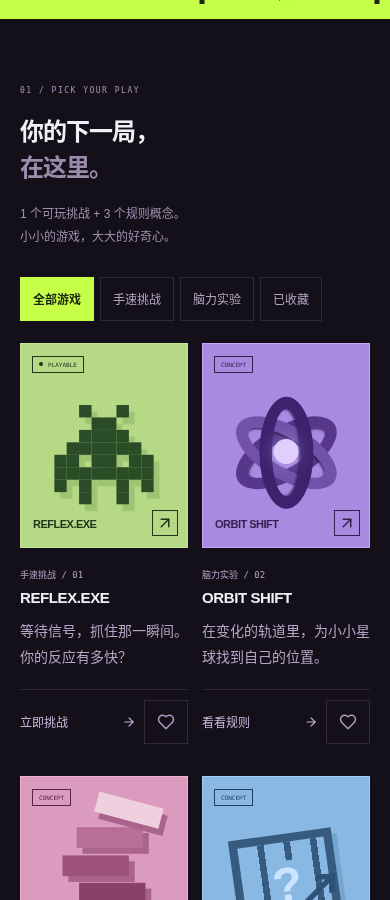 01 / PICK YOUR PLAY
你的下一局，
在这里。
1 个可玩挑战 + 3 个规则概念。
小小的游戏，大大的好奇心。
全部游戏
手速挑战
脑力实验
已收藏
PLAYABLE
REFLEX.EXE
CONCEPT
ORBIT SHIFT
手速挑战 / 01
REFLEX.EXE
等待信号，抓住那一瞬间。
你的反应有多快？
立即挑战
脑力实验 / 02
ORBIT SHIFT
在变化的轨道里，为小小星
球找到自己的位置。
看看规则
CONCEPT
CONCEPT
?